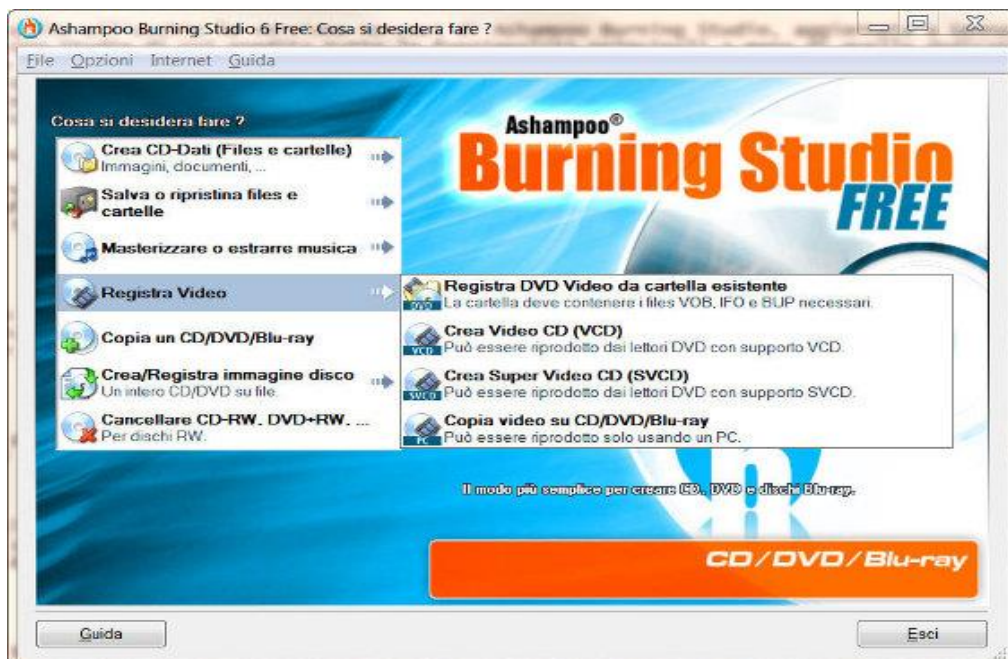 Ashampoo Burning Studio 6 Free: Cosa si desidera fare ?
File Opzioni Internet Guida
Cosa si desidera fare ?
Crea CD-Dati (Files e cartelle)
Immagini, documenti, ...
Salva o ripristina files e
cartelle
Masterizzare o estrarre musica
Registra Video
Copia un CD/DVD/Blu-ray
Crea/Registra immagine disco
Un intero CD/DVD su file.
Cancellare CD-RW, DVD+RW, ...
Per dischi RW.
Ashampoo®
Burning Studio
FREE
DVD
Registra DVD Video da cartella esistente
La cartella deve contenere i files VOB, IFO e BUP necessari.
VCD
Crea Video CD (VCD)
Può essere riprodotto dai lettori DVD con supporto VCD.
SVCD
Crea Super Video CD (SVCD)
Può essere riprodotto dai lettori DVD con supporto SVCD.
PC
Copia video su CD/DVD/Blu-ray
Può essere riprodotto solo usando un PC.
Il modo più semplice per creare CD, DVD e dischi Blu-ray.
CD/DVD/Blu-ray
Guida
Esci